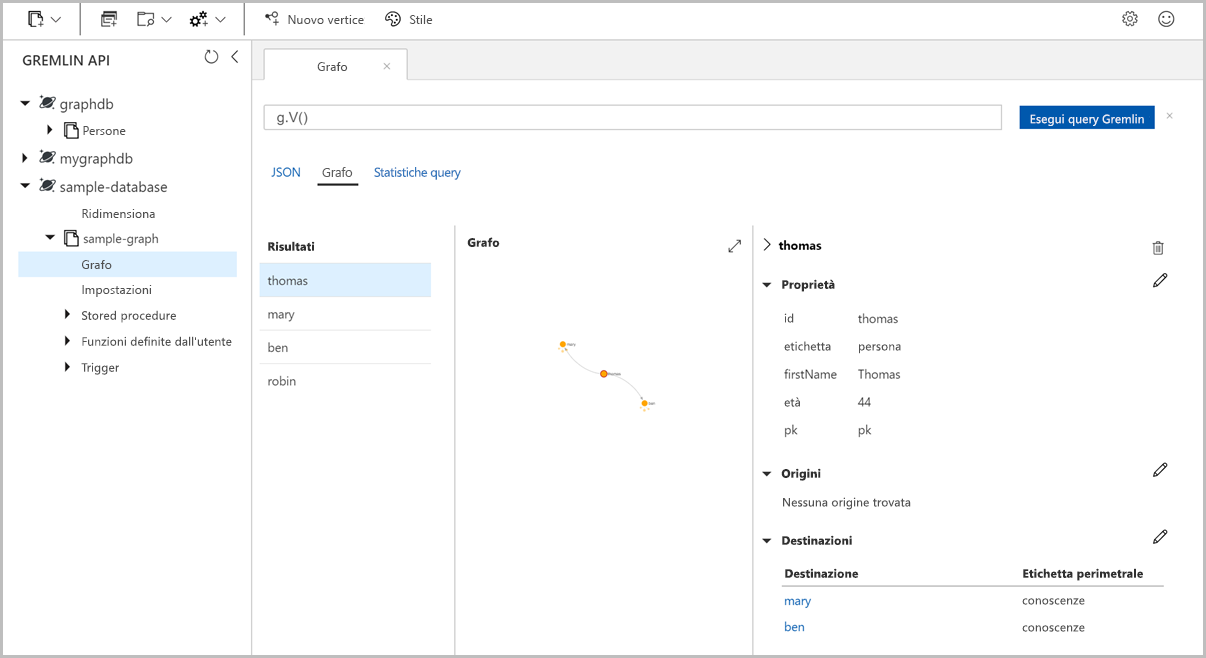 Nuovo vertice
Stile
GREMLIN API
graphdb
Persone
mygraphdb
sample-database
Ridimensiona
sample-graph
Grafo
Impostazioni
Stored procedure
Funzioni definite dall'utente
Trigger
Grafo
g.V()
Esegui query Gremlin
JSON Grafo Statistiche query
Risultati
thomas
mary
ben
robin
Grafo
thomas
Proprietà
id thomas
etichetta persona
firstName Thomas
età 44
pk pk
Origini
Nessuna origine trovata
Destinazioni
Destinazione Etichetta perimetrale
mary conoscenze
ben conoscenze